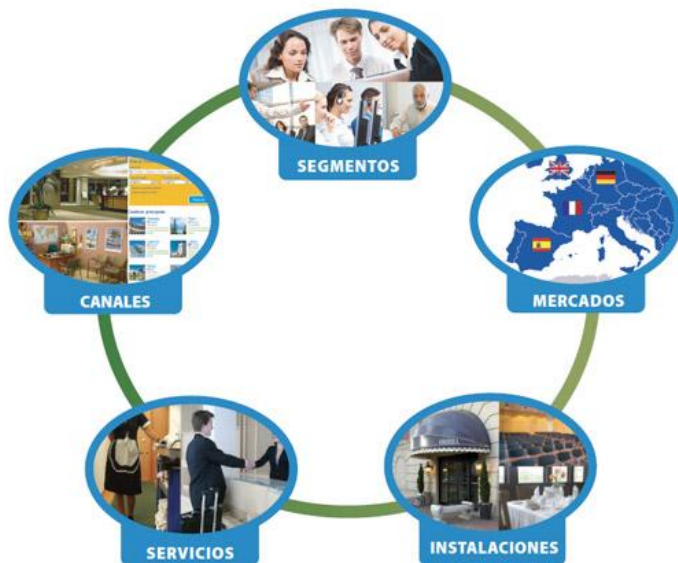 SEGMENTOS
CANALES
MERCADOS
SERVICIOS
INSTALACIONES